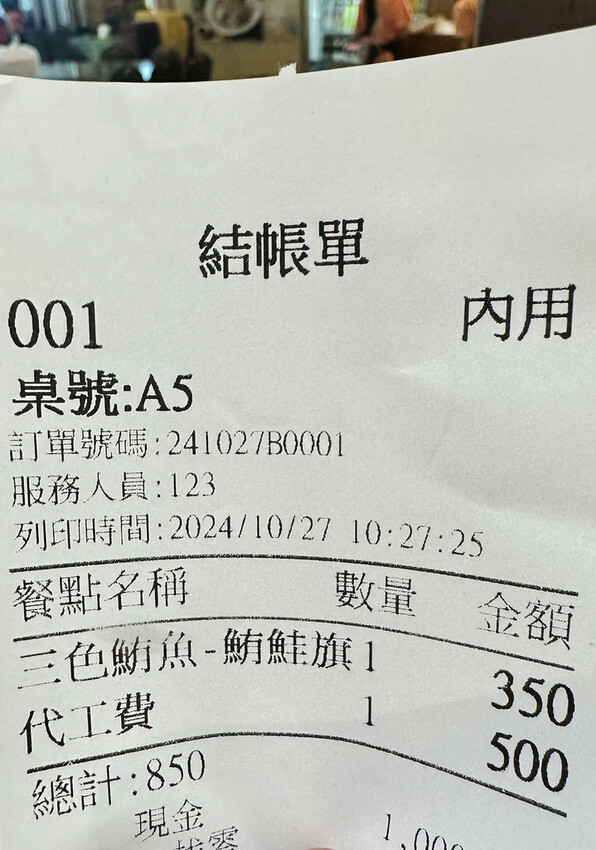 結帳單
001 內用
桌號:A5
訂單號碼:241027B0001
服務人員:123
列印時間:2024/10/27 10:27:25
餐點名稱 數量 金額
三色鮪魚-鮪鮭旗 1 350
代工費 1 500
總計:850
現金 1,000
找零